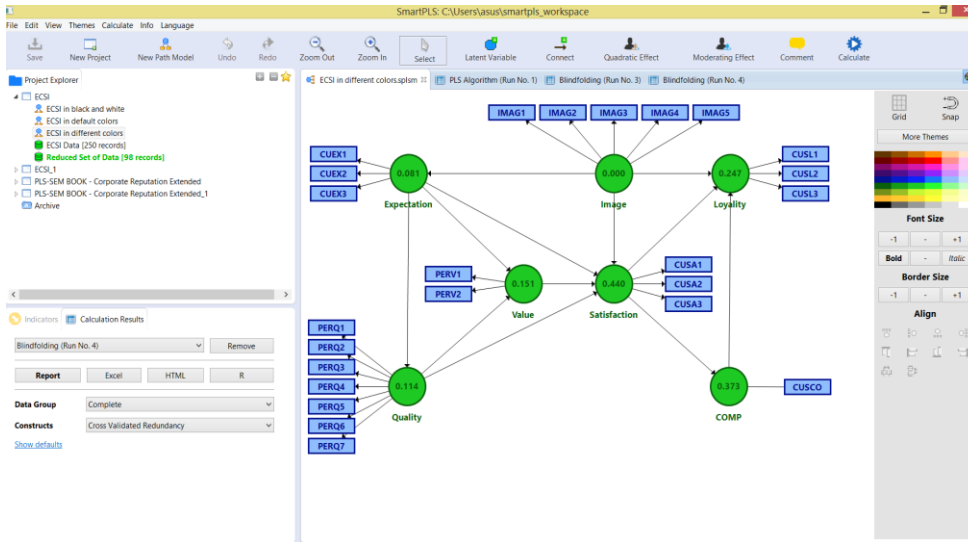 SmartPLS: C:\Users\asus\smartpls_workspace
File Edit View Themes Calculate Info Language
Save New Project New Path Model Undo Redo Zoom Out Zoom In Select Latent Variable Connect Quadratic Effect Moderating Effect Comment Calculate
Project Explorer
ECSI
ECSI in black and white
ECSI in default colors
ECSI in different colors
ECSI Data [250 records]
Reduced Set of Data [98 records]
ECSI_1
PLS-SEM BOOK - Corporate Reputation Extended
PLS-SEM BOOK - Corporate Reputation Extended_1
Archive
Indicators Calculation Results
Blindfolding (Run No. 4) Remove
Report Excel HTML R
Data Group Complete
Constructs Cross Validated Redundancy
Show defaults
ECSI in different colors.splsm PLS Algorithm (Run No. 1) Blindfolding (Run No. 3) Blindfolding (Run No. 4)
IMAG1 IMAG2 IMAG3 IMAG4 IMAG5
CUEX1
CUEX2
CUEX3
0.081
Expectation
0.000
Image
0.247
Loyality
CUSL1
CUSL2
CUSL3
PERV1
PERV2
0.151
Value
0.440
Satisfaction
CUSA1
CUSA2
CUSA3
PERQ1
PERQ2
PERQ3
PERQ4
PERQ5
PERQ6
PERQ7
0.114
Quality
0.373
COMP
CUSCO
Grid Snap
More Themes
Font Size
-1 - +1
Bold - Italic
Border Size
-1 - +1
Align